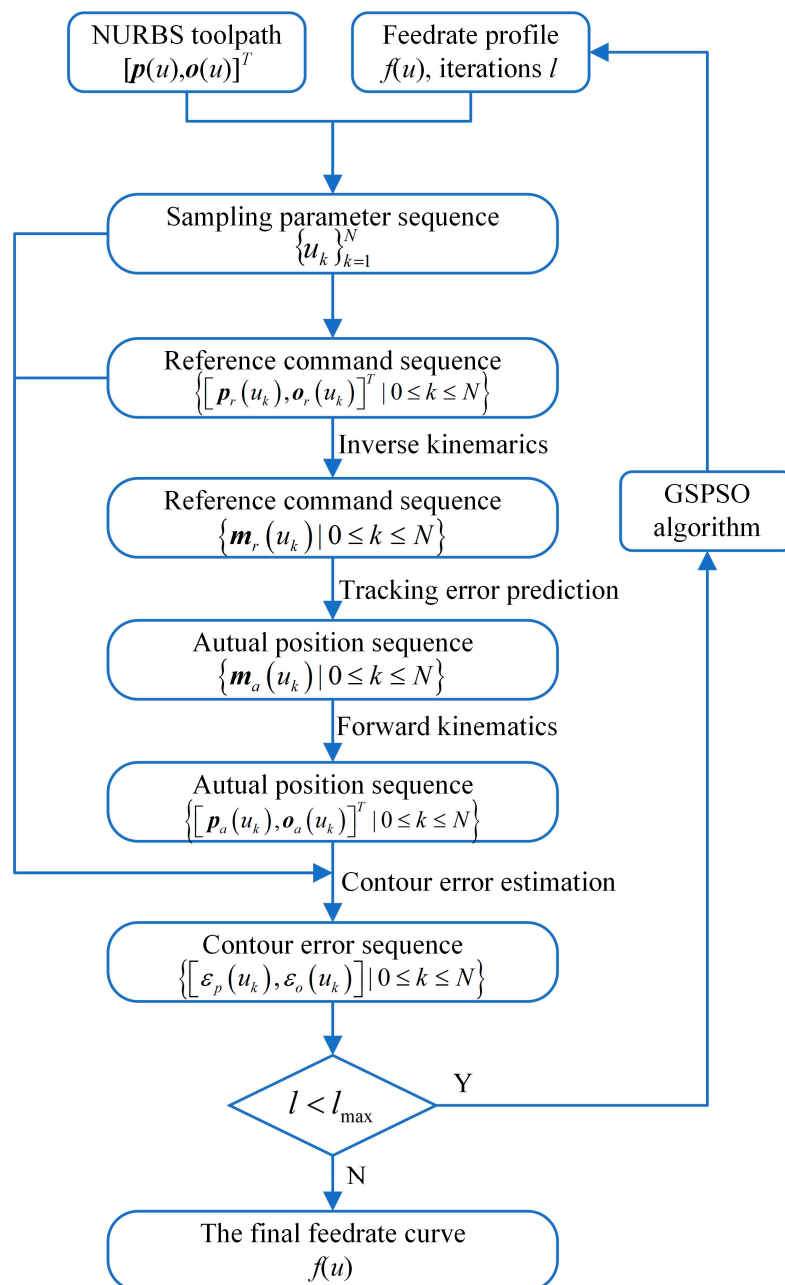 NURBS toolpath
[p(u),o(u)]^T
Feedrate profile
f(u), iterations l
Sampling parameter sequence
{u_k}_{k=1}^N
Reference command sequence
{[p_r(u_k),o_r(u_k)]^T | 0 ≤ k ≤ N}
Inverse kinemarics
Reference command sequence
{m_r(u_k) | 0 ≤ k ≤ N}
GSPSO
algorithm
Tracking error prediction
Autual position sequence
{m_a(u_k) | 0 ≤ k ≤ N}
Forward kinematics
Autual position sequence
{[p_a(u_k),o_a(u_k)]^T | 0 ≤ k ≤ N}
Contour error estimation
Contour error sequence
{[ε_p(u_k),ε_o(u_k)] | 0 ≤ k ≤ N}
l < l_max
Y
N
The final feedrate curve
f(u)